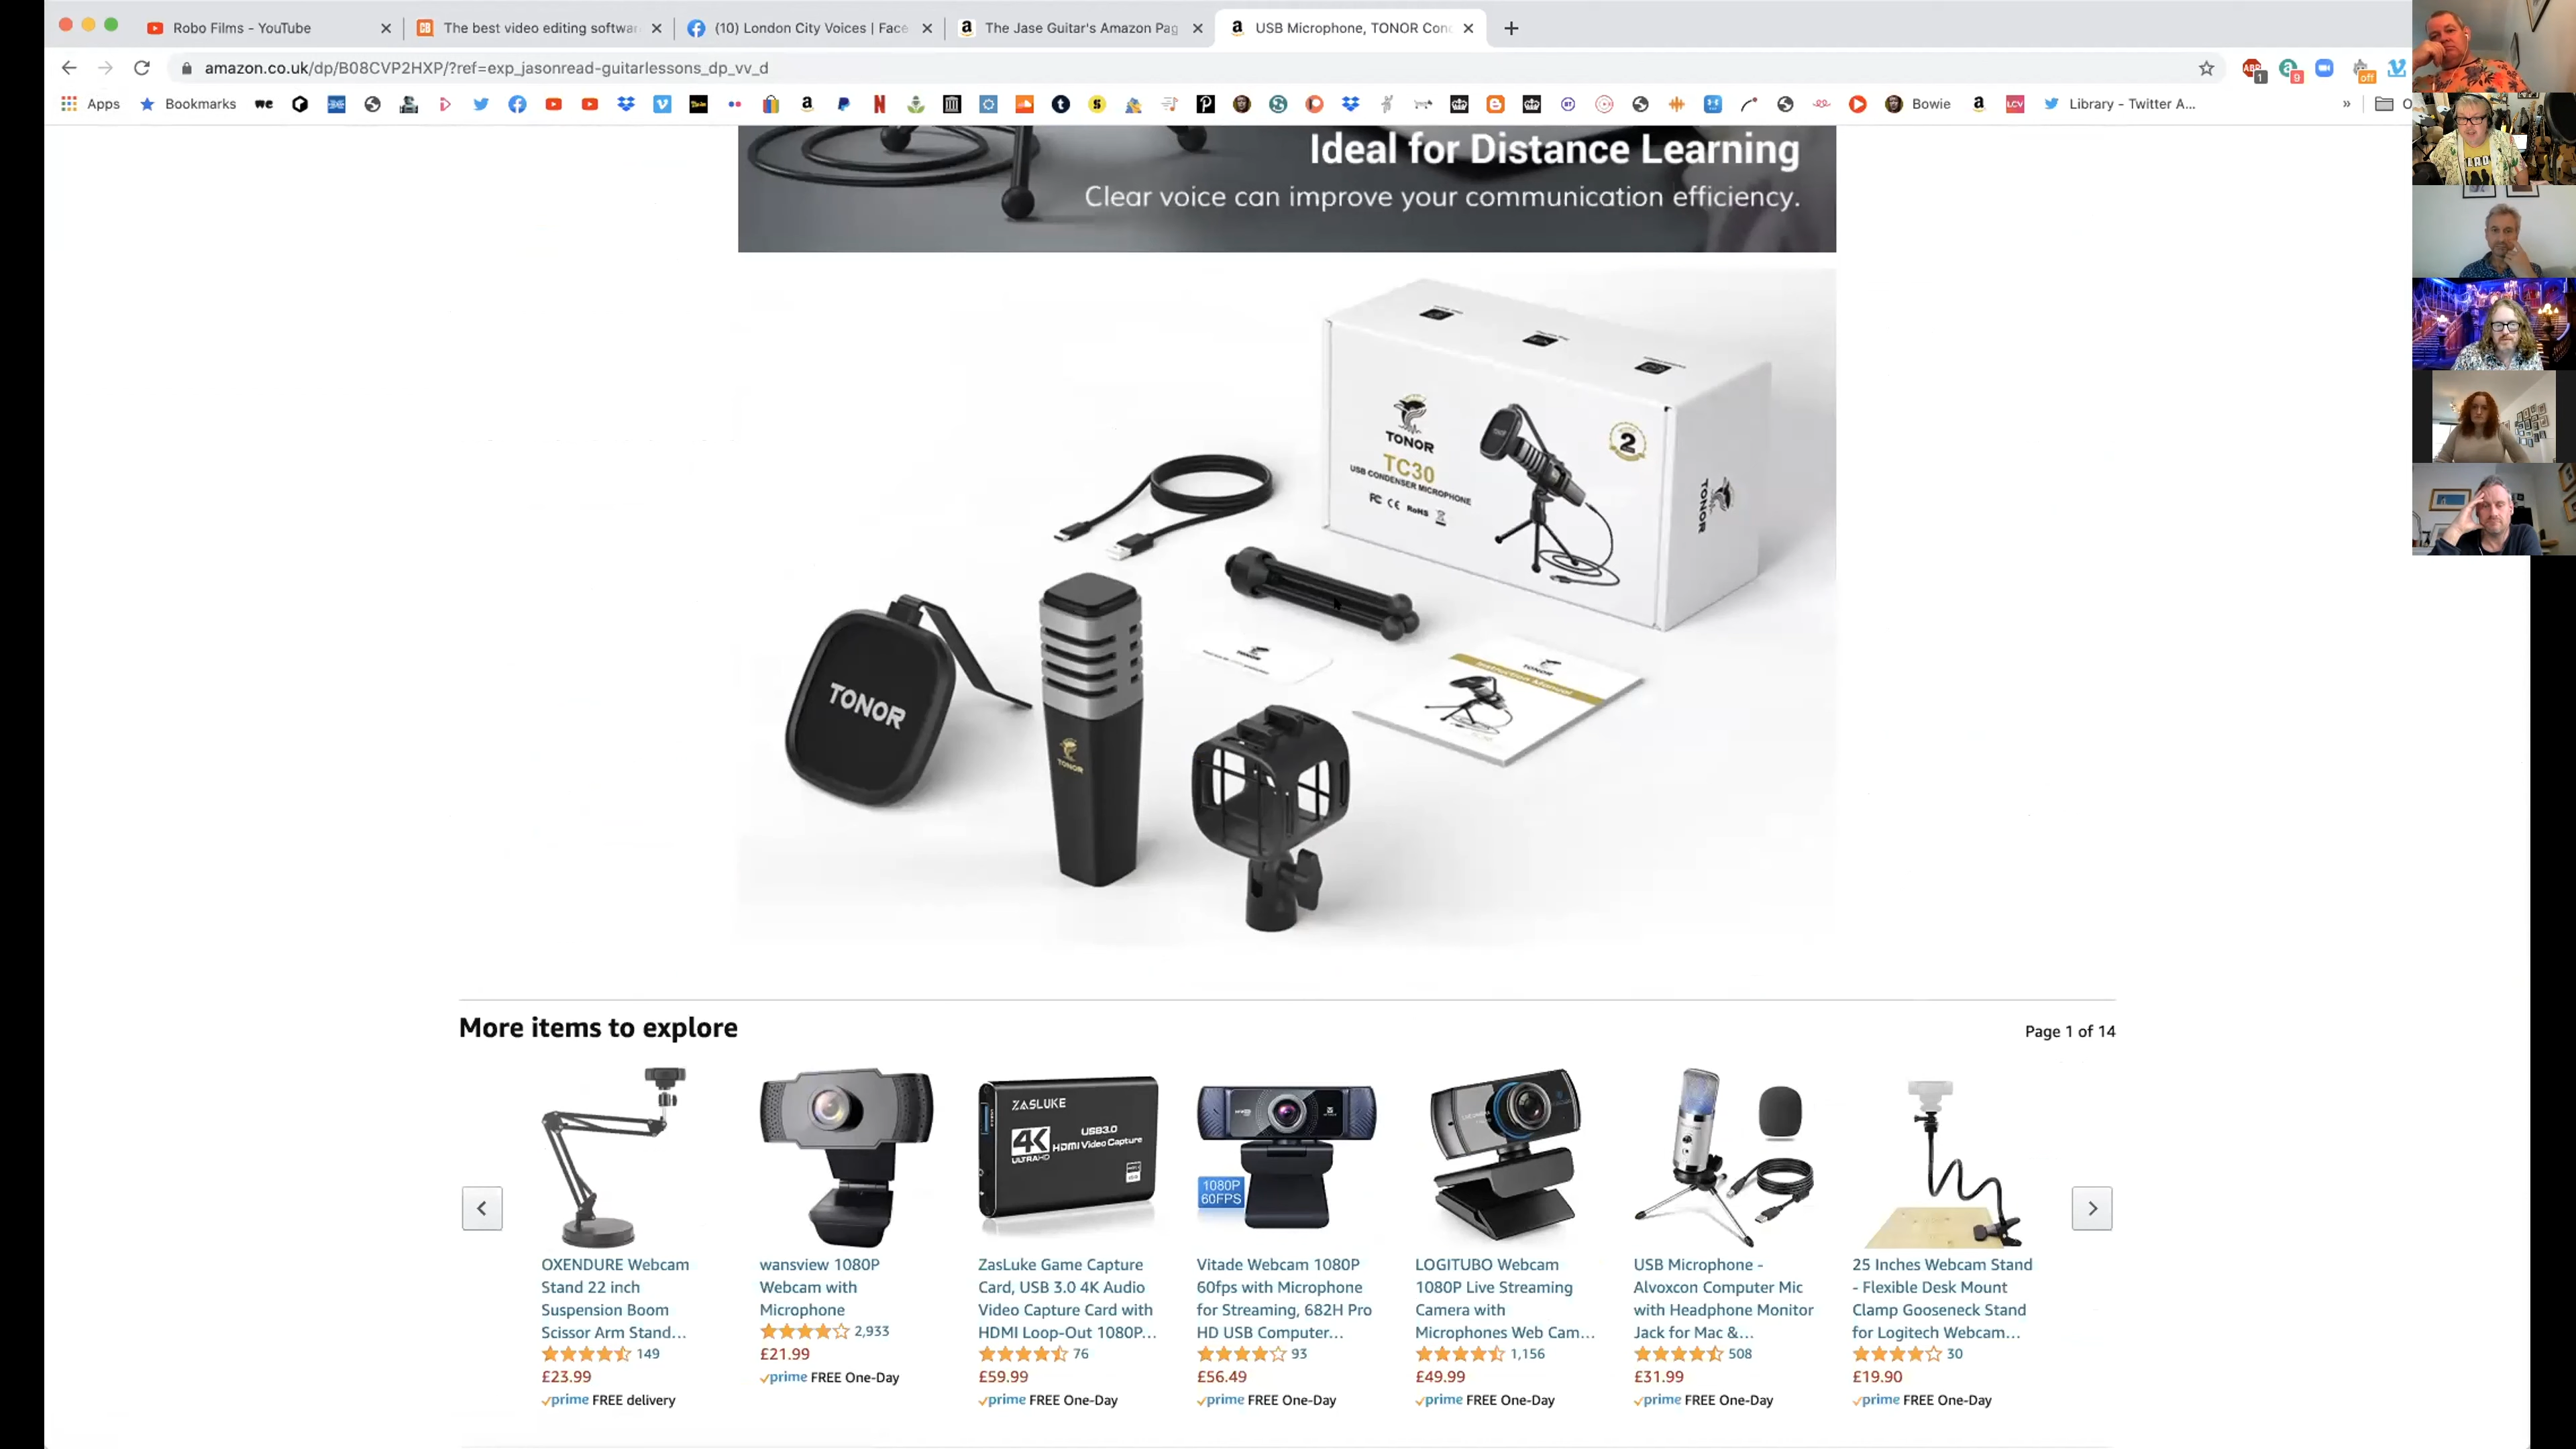 Robo Films - YouTube
The best video editing softwar
(10) London City Voices | Face
The Jase Guitar's Amazon Pag
USB Microphone, TONOR Con
amazon.co.uk/dp/B08CVP2HXP/?ref=exp_jasonread-guitarlessons_dp_vv_d
Apps
Bookmarks
Bowie
Library - Twitter A...
Ideal for Distance Learning
Clear voice can improve your communication efficiency.
TONOR
TC30
USB CONDENSER MICROPHONE
FC CE RoHS
2
TONOR
TONOR
TONOR
TONOR
TONOR
Instruction Manual
More items to explore
Page 1 of 14
ZASLUKE
USB3.0
4K HDMI Video Capture
ULTRAHD
1080P
60FPS
OXENDURE Webcam
Stand 22 inch
Suspension Boom
Scissor Arm Stand...
149
£23.99
prime FREE delivery
wansview 1080P
Webcam with
Microphone
2,933
£21.99
prime FREE One-Day
ZasLuke Game Capture
Card, USB 3.0 4K Audio
Video Capture Card with
HDMI Loop-Out 1080P...
76
£59.99
prime FREE One-Day
Vitade Webcam 1080P
60fps with Microphone
for Streaming, 682H Pro
HD USB Computer...
93
£56.49
prime FREE One-Day
LOGITUBO Webcam
1080P Live Streaming
Camera with
Microphones Web Cam...
1,156
£49.99
prime FREE One-Day
USB Microphone -
Alvoxcon Computer Mic
with Headphone Monitor
Jack for Mac &...
508
£31.99
prime FREE One-Day
25 Inches Webcam Stand
- Flexible Desk Mount
Clamp Gooseneck Stand
for Logitech Webcam...
30
£19.90
prime FREE One-Day